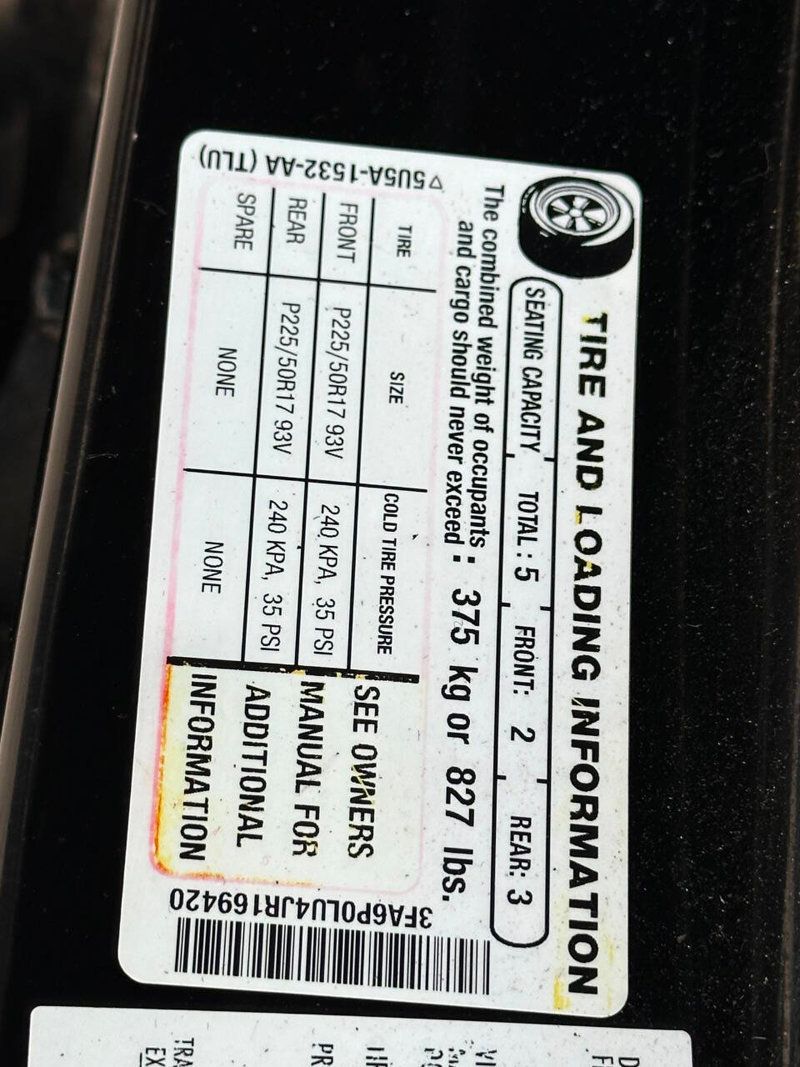 TIRE AND LOADING INFORMATION
SEATING CAPACITY TOTAL : 5 FRONT: 2 REAR: 3
The combined weight of occupants
and cargo should never exceed : 375 kg or 827 lbs.
TIRE SIZE COLD TIRE PRESSURE
FRONT P225/50R17 93V 240 KPA, 35 PSI
REAR P225/50R17 93V 240 KPA, 35 PSI
SPARE NONE NONE
SEE OWNERS
MANUAL FOR
ADDITIONAL
INFORMATION
5U5A-1532-AA (TLU)
3FA6P0LU4JR169420